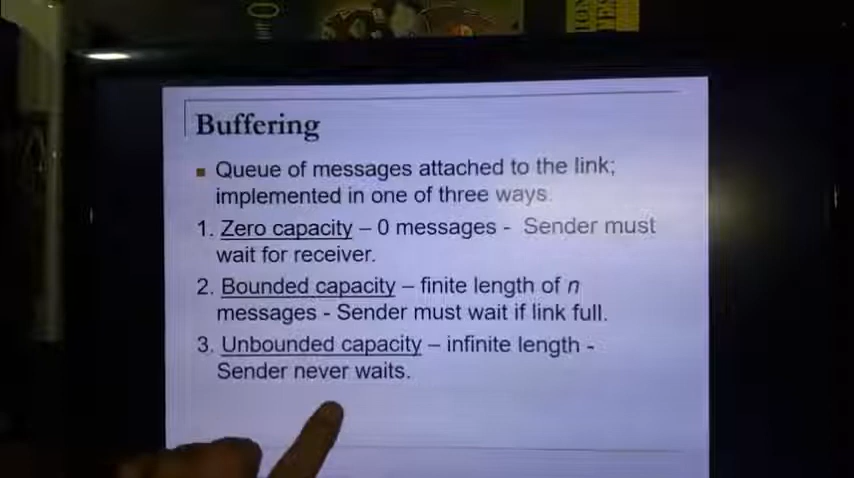 Buffering
Queue of messages attached to the link;
implemented in one of three ways.
1. Zero capacity – 0 messages - Sender must
wait for receiver.
2. Bounded capacity – finite length of n
messages - Sender must wait if link full.
3. Unbounded capacity – infinite length -
Sender never waits.